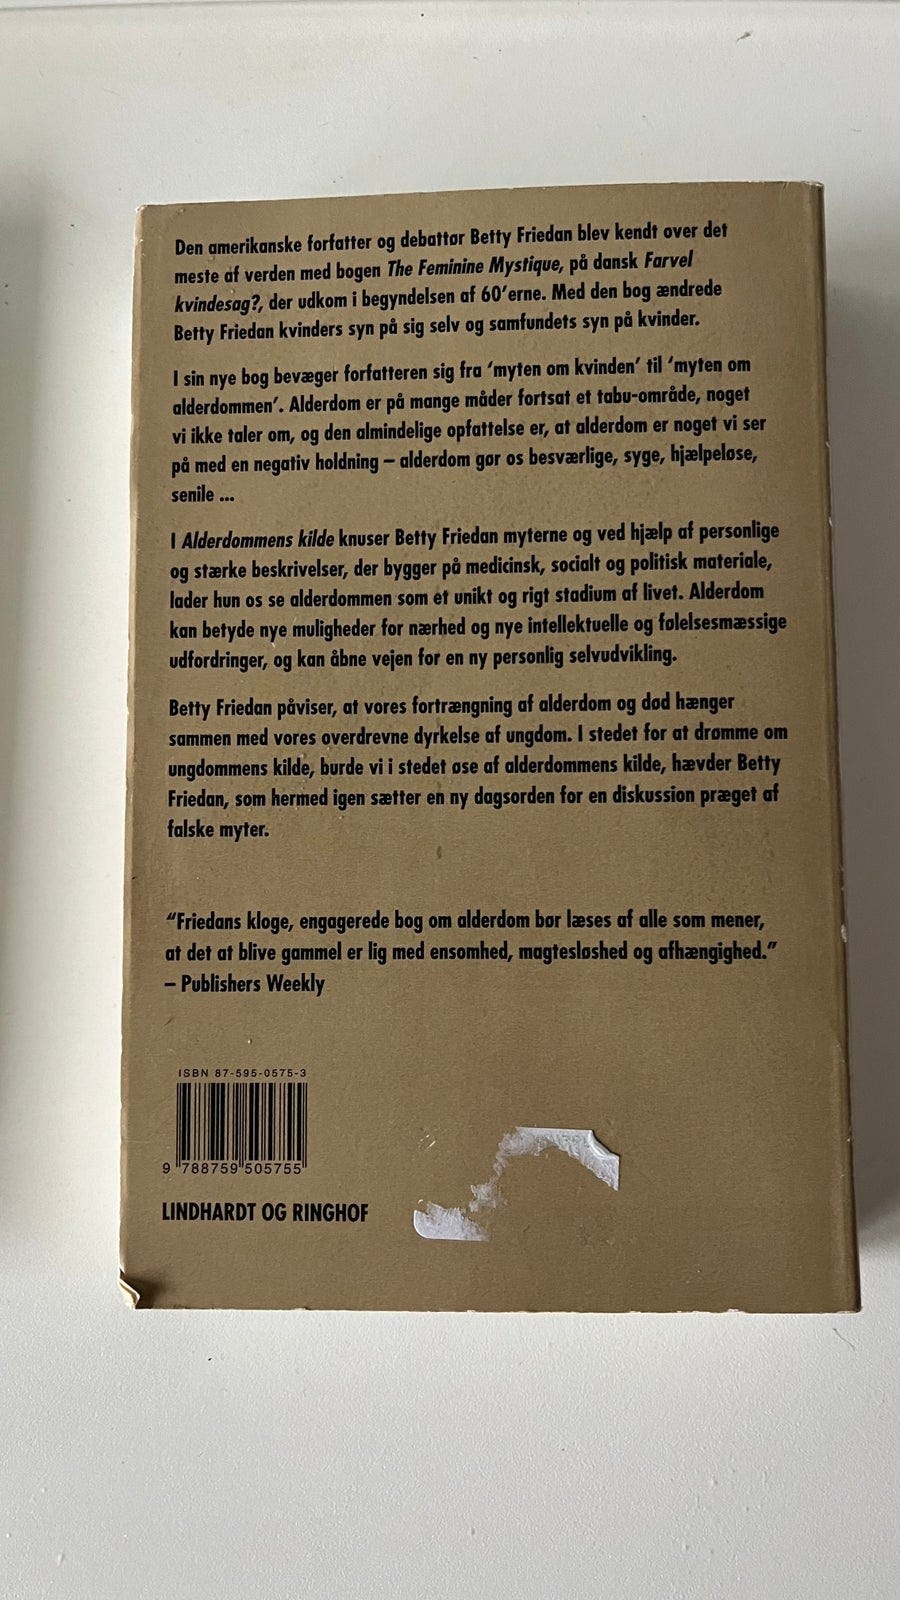 Den amerikanske forfatter og debattør Betty Friedan blev kendt over det
meste af verden med bogen The Feminine Mystique, på dansk Farvel
kvindesag?, der udkom i begyndelsen af 60'erne. Med den bog ændrede
Betty Friedan kvinders syn på sig selv og samfundets syn på kvinder.
I sin nye bog bevæger forfatteren sig fra 'myten om kvinden' til 'myten om
alderdommen'. Alderdom er på mange måder fortsat et tabu-område, noget
vi ikke taler om, og den almindelige opfattelse er, at alderdom er noget vi ser
på med en negativ holdning – alderdom gør os besværlige, syge, hjælpeløse,
senile ...
I Alderdommens kilde knuser Betty Friedan myterne og ved hjælp af personlige
og stærke beskrivelser, der bygger på medicinsk, socialt og politisk materiale,
lader hun os se alderdommen som et unikt og rigt stadium af livet. Alderdom
kan betyde nye muligheder for nærhed og nye intellektuelle og følelsesmæssige
udfordringer, og kan åbne vejen for en ny personlig selvudvikling.
Betty Friedan påviser, at vores fortrængning af alderdom og død hænger
sammen med vores overdrevne dyrkelse af ungdom. I stedet for at drømme om
ungdommens kilde, burde vi i stedet øse af alderdommens kilde, hævder Betty
Friedan, som hermed igen sætter en ny dagsorden for en diskussion præget af
falske myter.
"Friedans kloge, engagerede bog om alderdom bør læses af alle som mener,
at det at blive gammel er lig med ensomhed, magtesløshed og afhængighed."
– Publishers Weekly
ISBN 87-595-0575-3
9 788759 505755
LINDHARDT OG RINGHOF